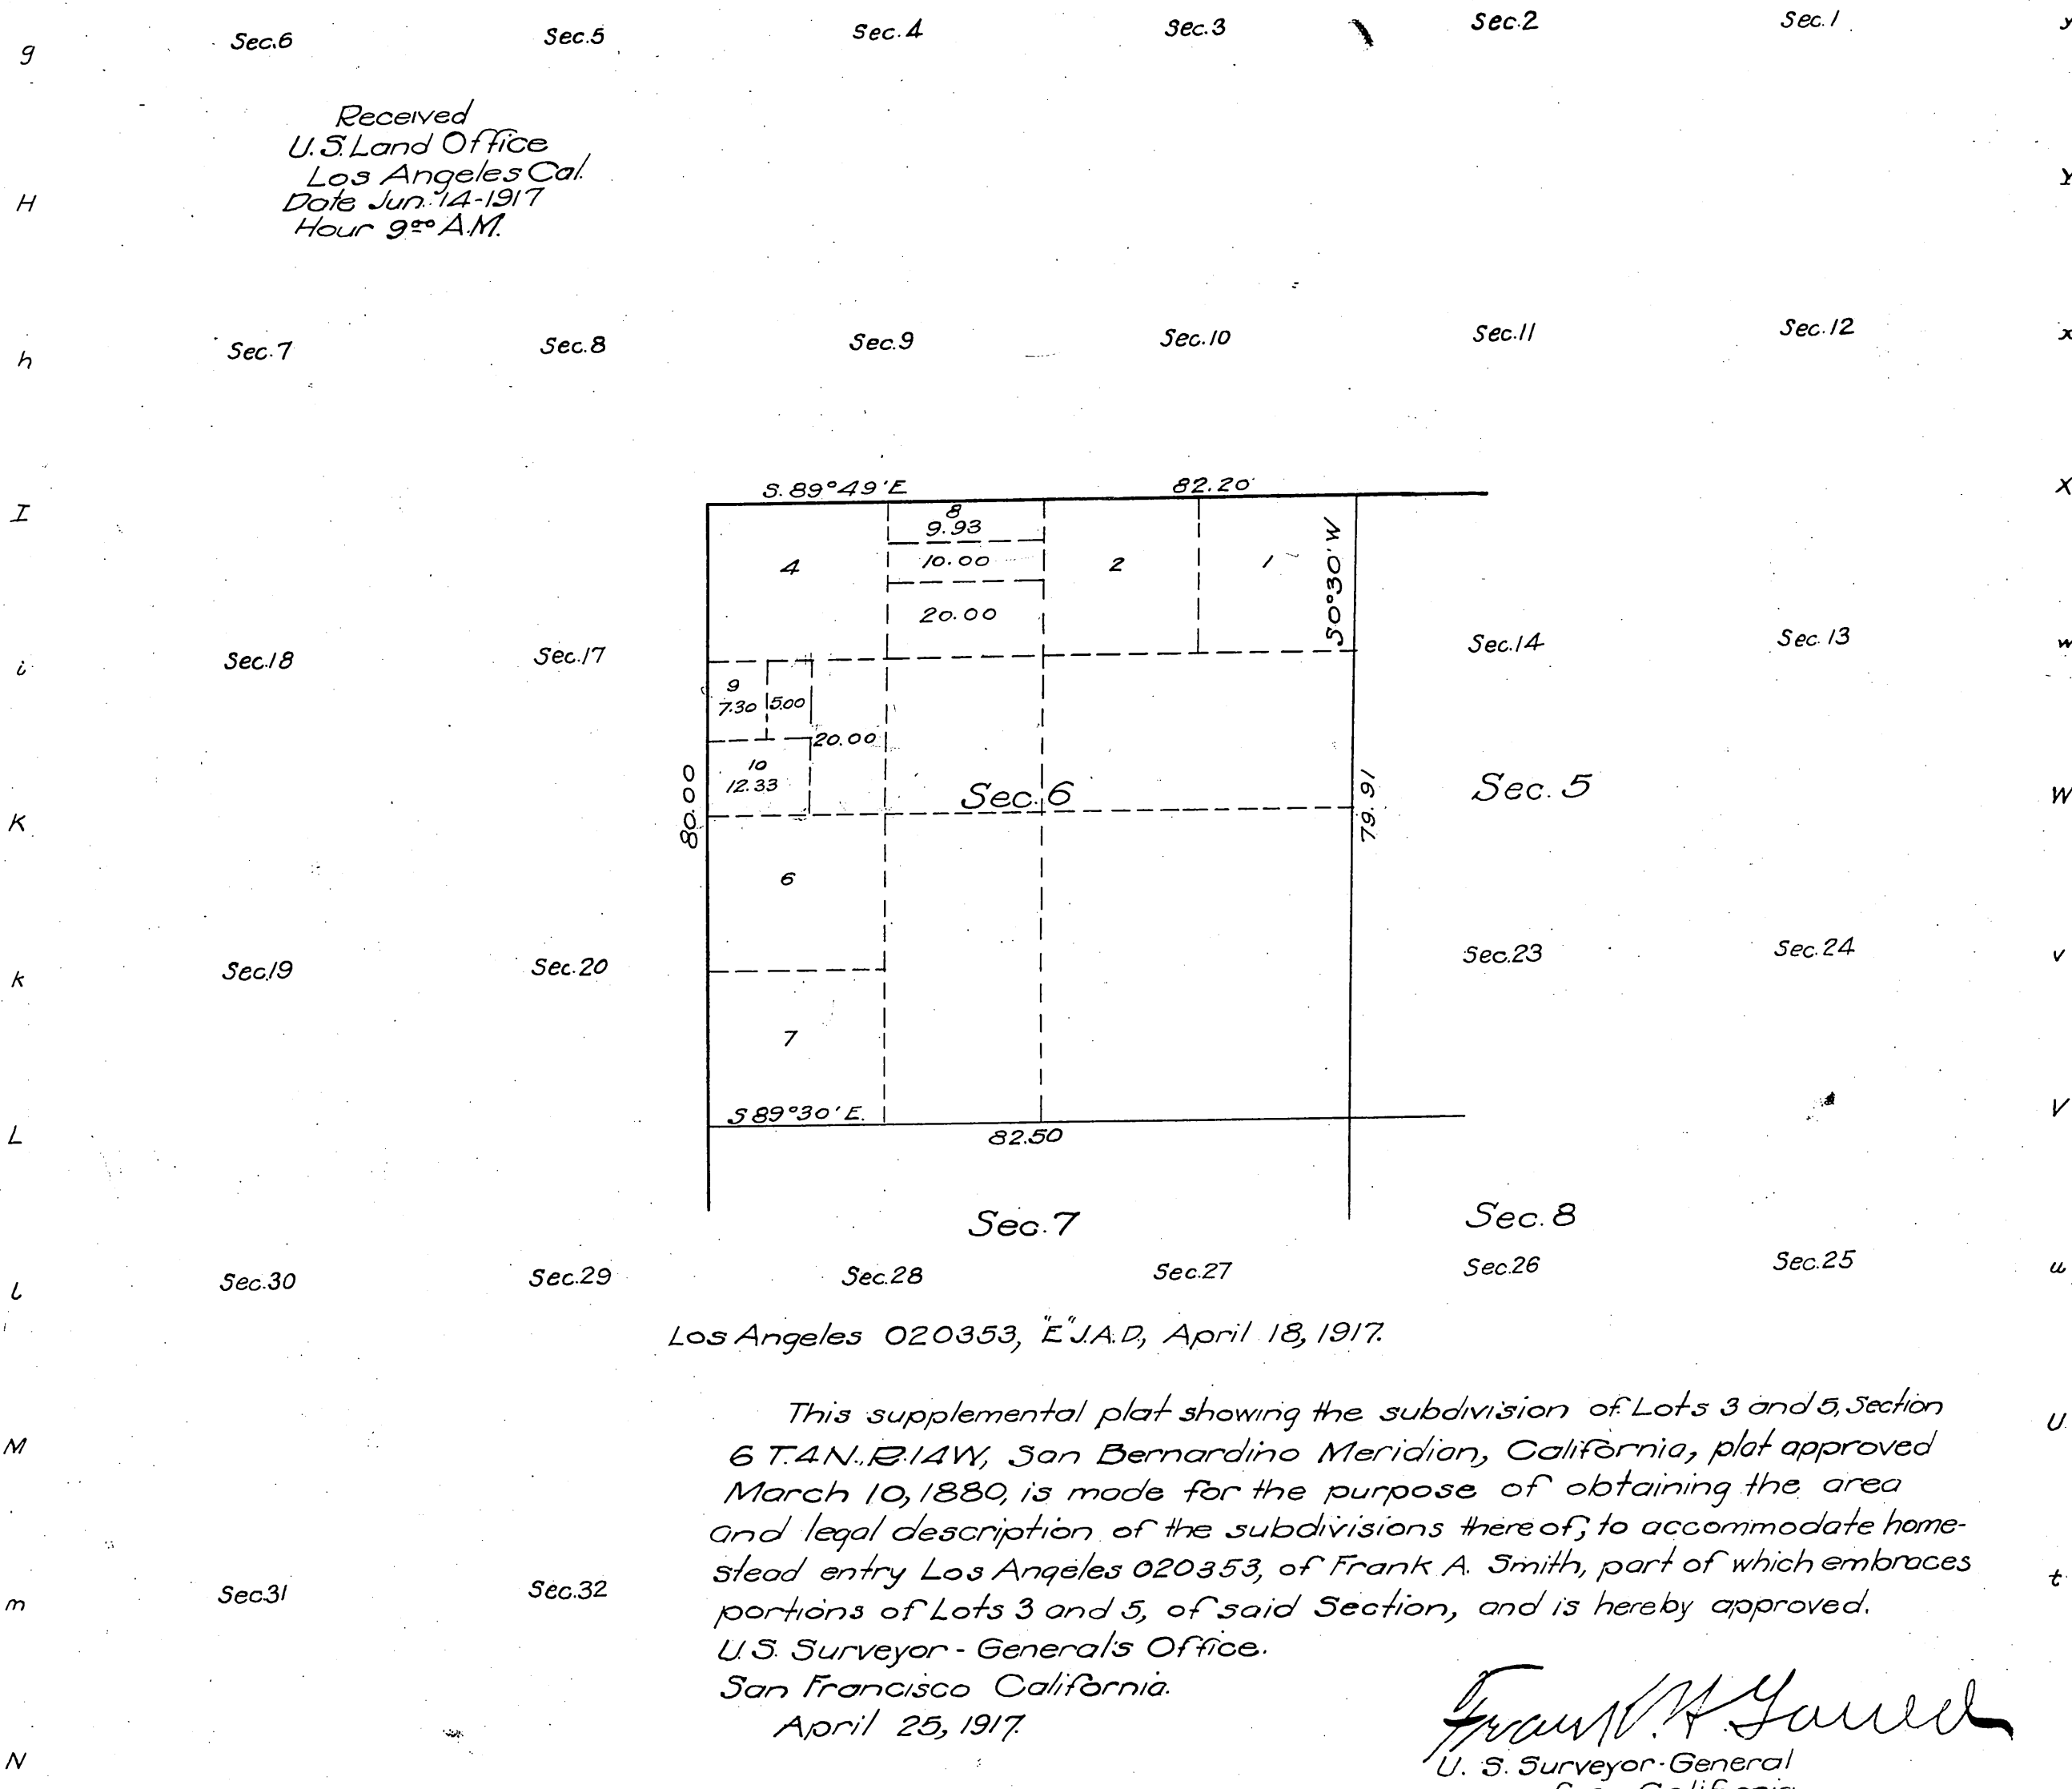 g Sec.6 Sec.5 Sec.4 Sec.3 Sec.2 Sec.1 y
Received
U.S. Land Office
Los Angeles Cal.
Date Jun. 14-1917
Hour 9⁰⁰ A.M.
H Y
h Sec.7 Sec.8 Sec.9 Sec.10 Sec.11 Sec.12 x
S. 89°49'E 82.20
I X
8
9.93
4 10.00 2 1 S0°30'W
20.00
i Sec.18 Sec.17 Sec.14 Sec.13 w
9
7.30 5.00
20.00
10
12.33
80.00 Sec. 6 79.91 Sec. 5
K W
6
k Sec.19 Sec.20 Sec.23 Sec.24 v
7
S 89°30' E. 82.50
L V
Sec. 7 Sec. 8
l Sec.30 Sec.29 Sec.28 Sec.27 Sec.26 Sec.25 u
Los Angeles 020353, "E" J.A.D, April 18, 1917.
This supplemental plat showing the subdivision of Lots 3 and 5, Section
M U
6 T.4N., R.14W, San Bernardino Meridian, California, plat approved
March 10, 1880, is made for the purpose of obtaining the area
and legal description of the subdivisions thereof; to accommodate home-
stead entry Los Angeles 020353, of Frank A. Smith, part of which embraces
m Sec.31 Sec.32 t
portions of Lots 3 and 5, of said Section, and is hereby approved.
U.S. Surveyor - General's Office.
San Francisco California.
April 25, 1917.
N
U. S. Surveyor-General